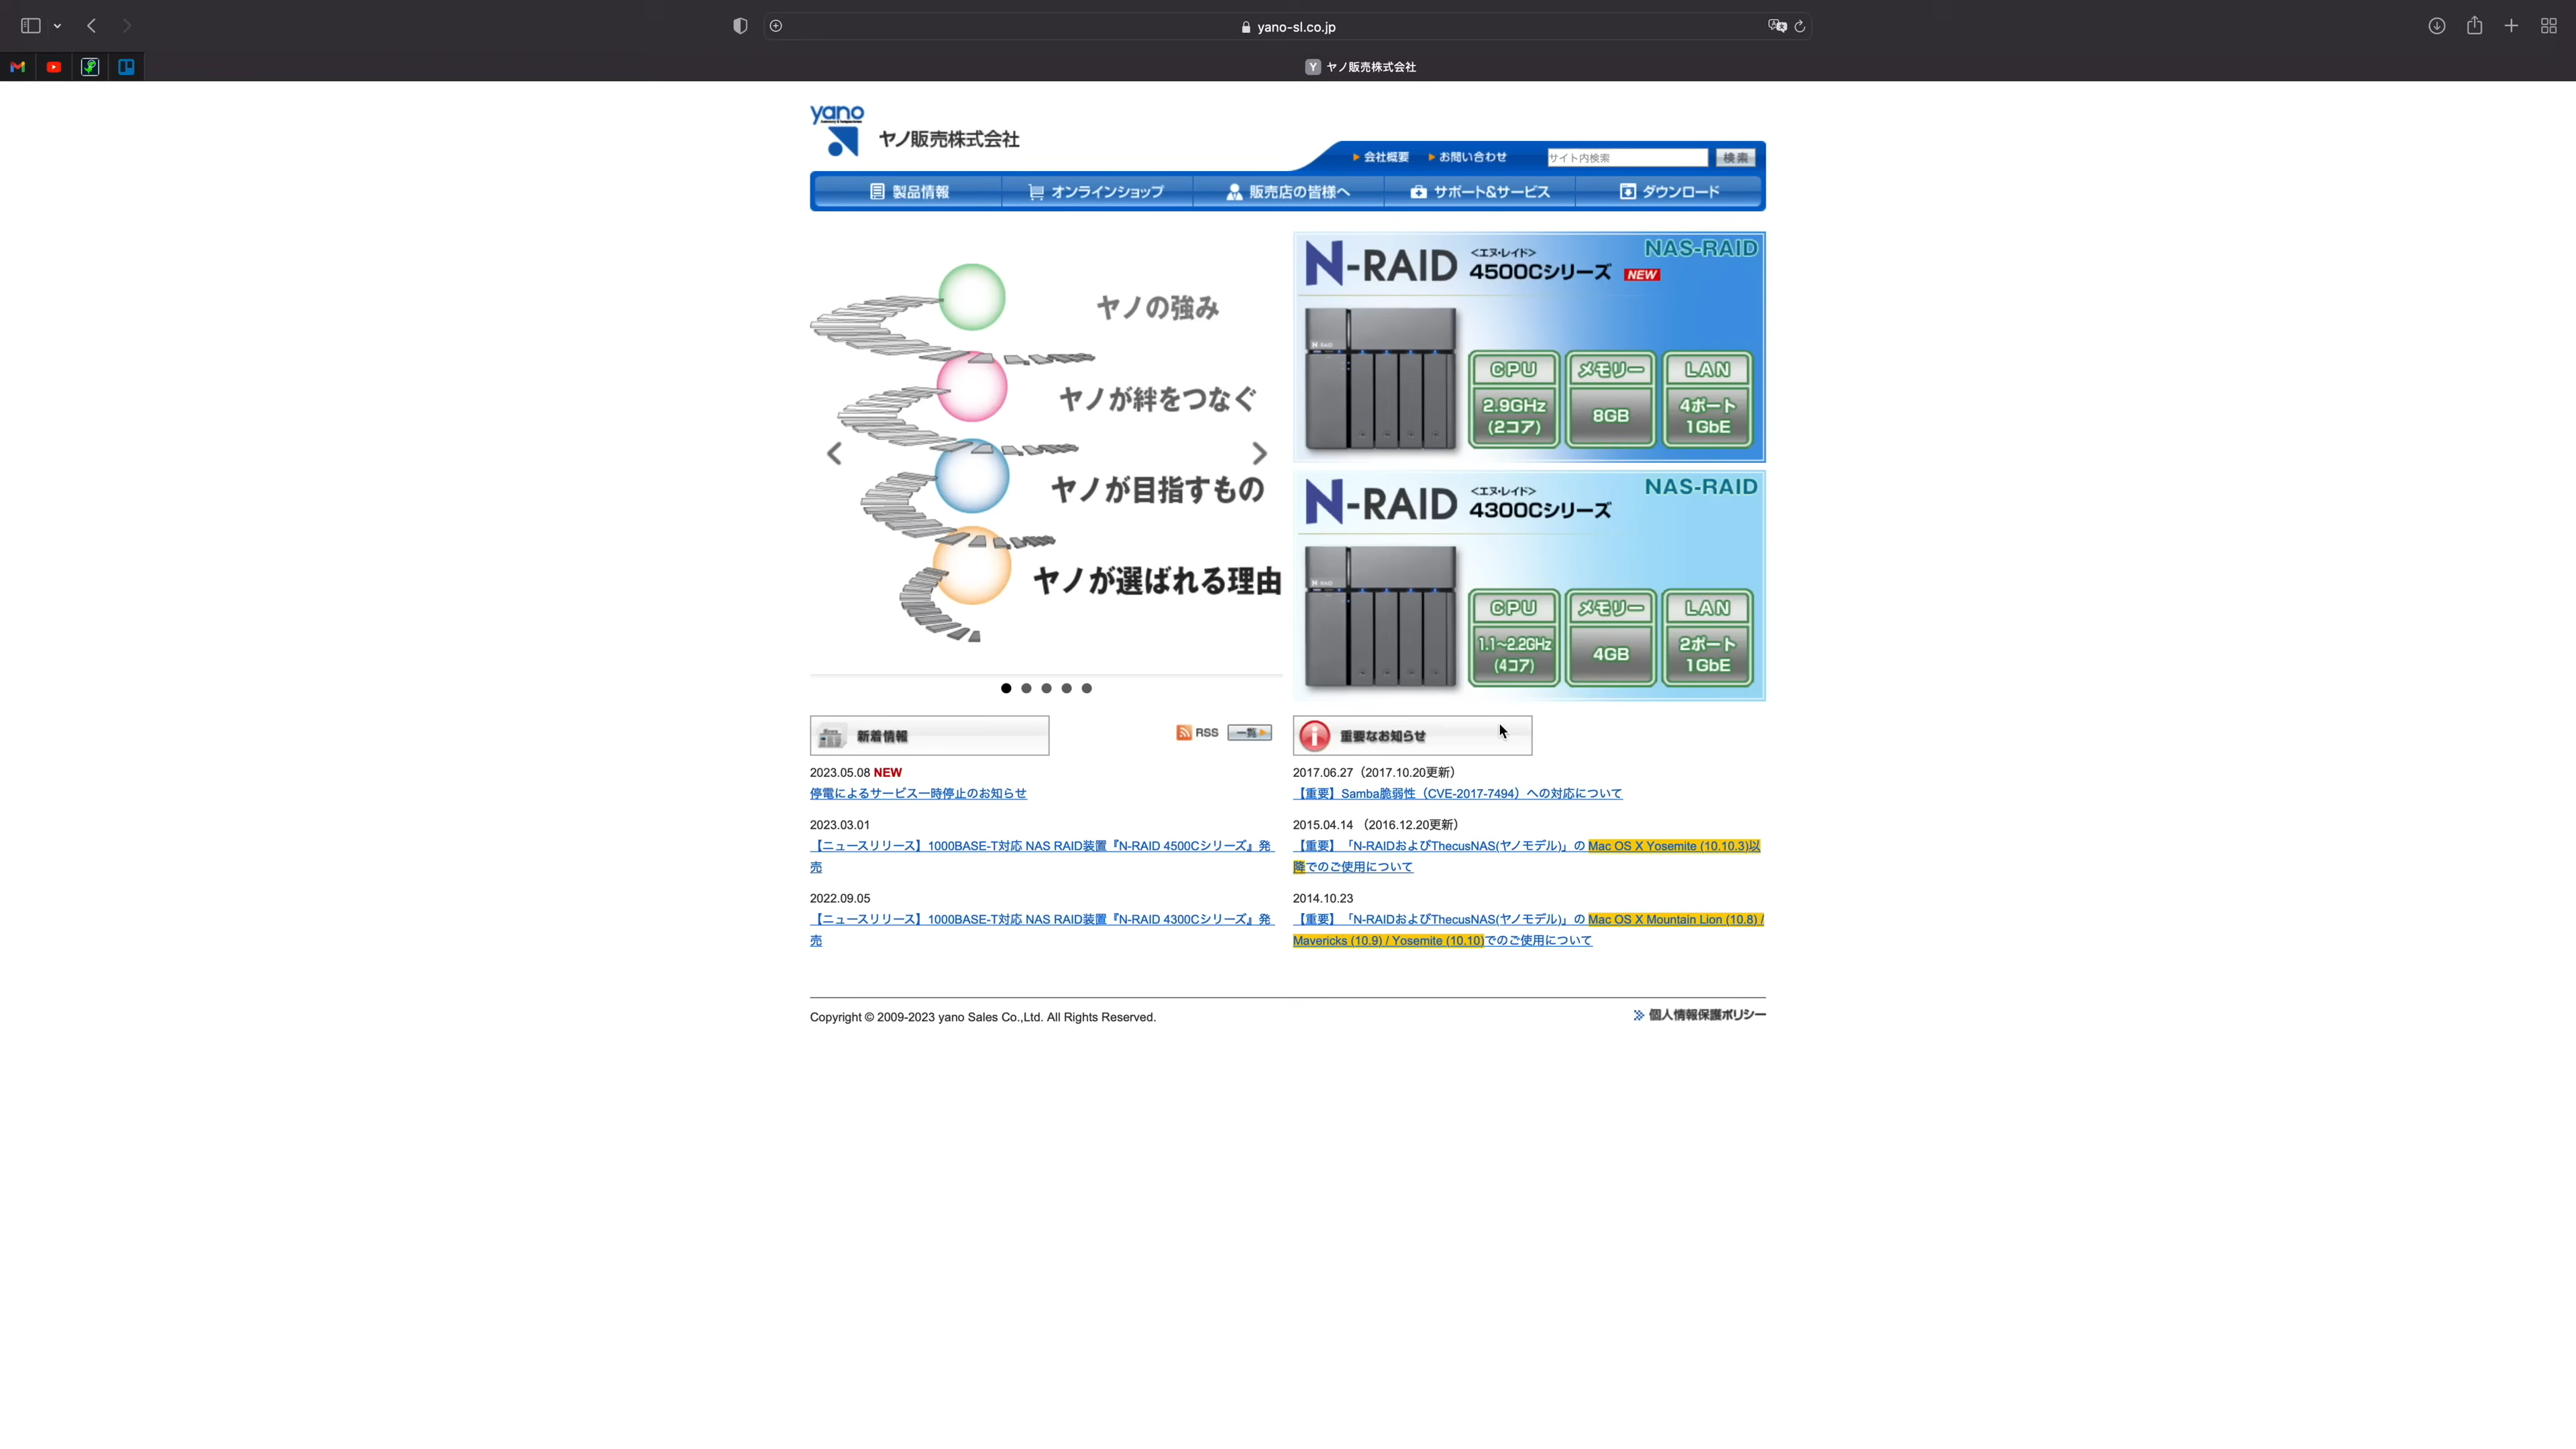 yano-sl.co.jp
Y ヤノ販売株式会社
yano
ヤノ販売株式会社
会社概要 お問い合わせ サイト内検索 検索
製品情報 オンラインショップ 販売店の皆様へ サポート&サービス ダウンロード
ヤノの強み
ヤノが絆をつなぐ
ヤノが目指すもの
ヤノが選ばれる理由
N-RAID <エヌ・レイド> NAS-RAID
4500Cシリーズ NEW
N RAID
CPU メモリー LAN
2.9GHz (2コア) 8GB 4ポート 1GbE
N-RAID <エヌ・レイド> NAS-RAID
4300Cシリーズ
N RAID
CPU メモリー LAN
1.1~2.2GHz (4コア) 4GB 2ポート 1GbE
新着情報 RSS 一覧
2023.05.08 NEW
停電によるサービス一時停止のお知らせ
2023.03.01
【ニュースリリース】1000BASE-T対応 NAS RAID装置『N-RAID 4500Cシリーズ』発
売
2022.09.05
【ニュースリリース】1000BASE-T対応 NAS RAID装置『N-RAID 4300Cシリーズ』発
売
重要なお知らせ
2017.06.27（2017.10.20更新）
【重要】Samba脆弱性（CVE-2017-7494）への対応について
2015.04.14 （2016.12.20更新）
【重要】「N-RAIDおよびThecusNAS(ヤノモデル)」の Mac OS X Yosemite (10.10.3)以
降でのご使用について
2014.10.23
【重要】「N-RAIDおよびThecusNAS(ヤノモデル)」の Mac OS X Mountain Lion (10.8) /
Mavericks (10.9) / Yosemite (10.10)でのご使用について
Copyright © 2009-2023 yano Sales Co.,Ltd. All Rights Reserved.
個人情報保護ポリシー